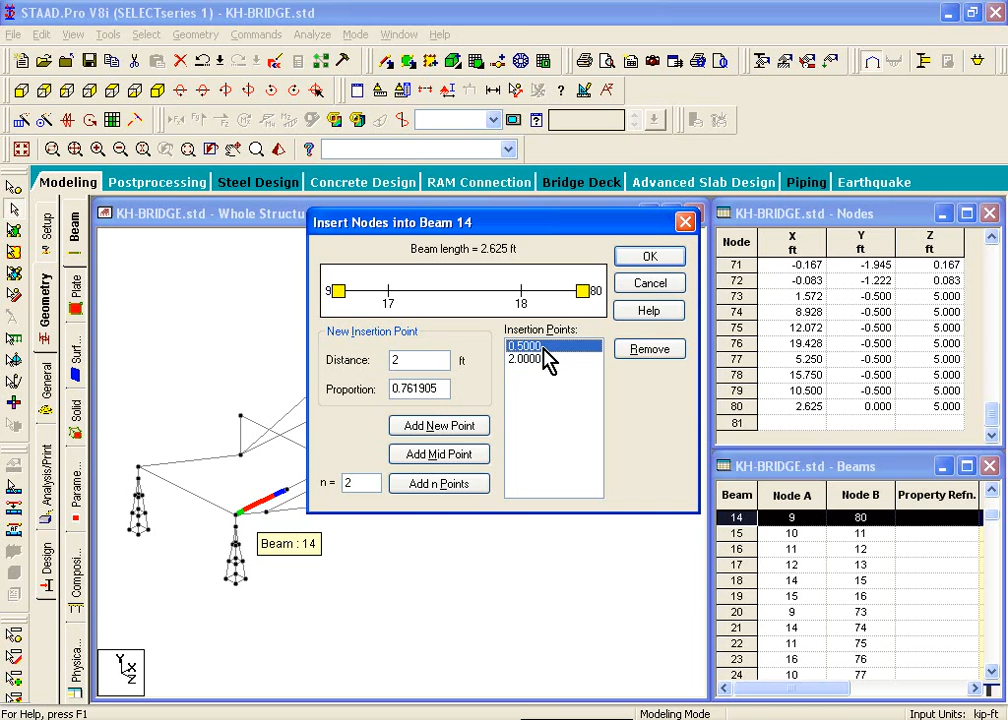 STAAD.Pro V8i (SELECTseries 1) - KH-BRIDGE.std
File Edit View Tools Select Geometry Commands Analyze Mode Window Help
Modeling Postprocessing Steel Design Concrete Design RAM Connection Bridge Deck Advanced Slab Design Piping Earthquake
Setup
Geometry
General
Analysis/Print
Design
Beam
Plate
Surf...
Solid
Parame...
Composi...
Physica...
KH-BRIDGE.std - Whole Structu
Beam : 14
Y
X
Z
Insert Nodes into Beam 14
Beam length = 2.625 ft
9
80
17
18
OK
Cancel
Help
New Insertion Point
Distance: 2 ft
Proportion: 0.761905
Add New Point
Add Mid Point
n = 2
Add n Points
Insertion Points:
0.5000
2.0000
Remove
KH-BRIDGE.std - Nodes
Node X Y Z
ft ft ft
71 -0.167 -1.945 0.167
72 -0.083 -1.222 0.083
73 1.572 -0.500 5.000
74 8.928 -0.500 5.000
75 12.072 -0.500 5.000
76 19.428 -0.500 5.000
77 5.250 -0.500 5.000
78 15.750 -0.500 5.000
79 10.500 -0.500 5.000
80 2.625 0.000 5.000
81
KH-BRIDGE.std - Beams
Beam Node A Node B Property Refn.
14 9 80
15 10 11
16 11 12
17 12 13
18 14 15
19 15 16
20 9 73
21 14 74
22 11 75
23 16 76
24 10 77
For Help, press F1
Modeling Mode
Input Units: kip-ft